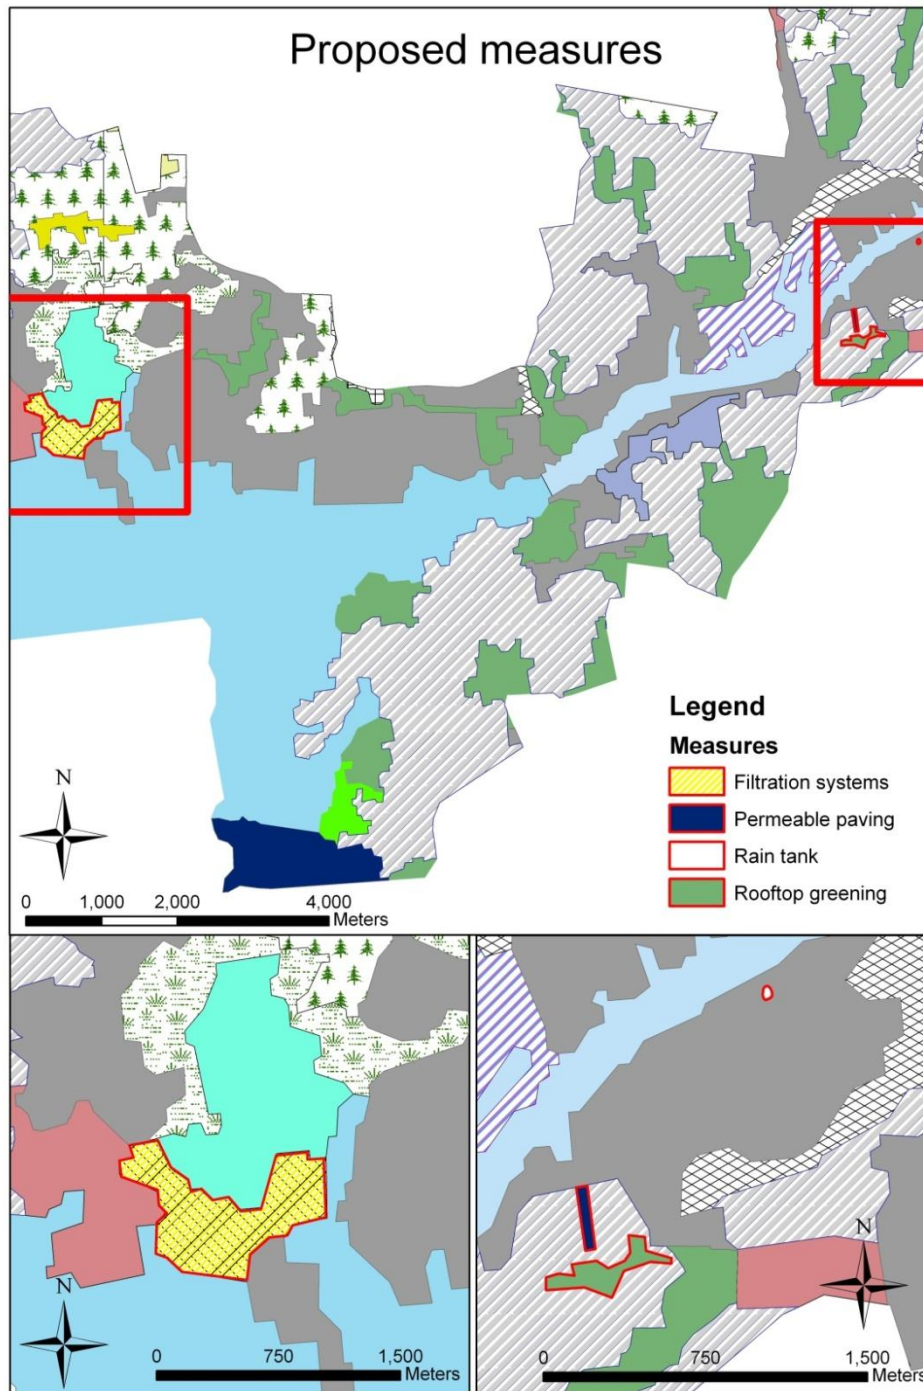 Proposed measures
Legend
Measures
Filtration systems
Permeable paving
Rain tank
Rooftop greening
N
0 1,000 2,000 4,000
Meters
N
0 750 1,500
Meters
N
0 750 1,500
Meters